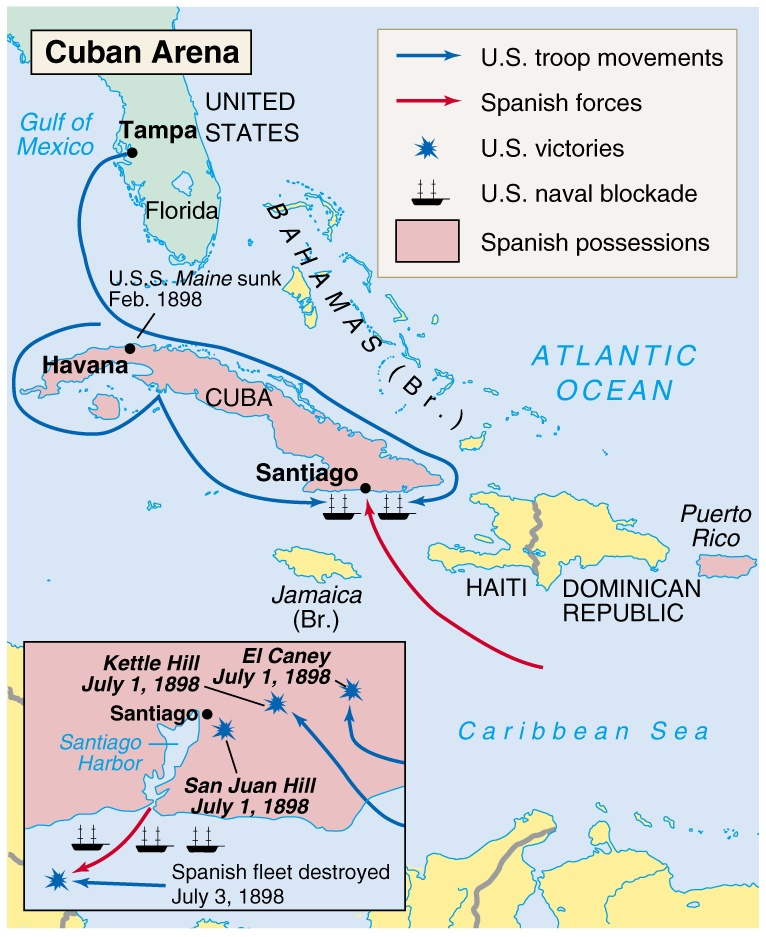 Cuban Arena
U.S. troop movements
Spanish forces
U.S. victories
U.S. naval blockade
Spanish possessions
Gulf of
Mexico
UNITED
STATES
Tampa
Florida
BAHAMAS (Br.)
U.S.S. Maine sunk
Feb. 1898
Havana
CUBA
ATLANTIC
OCEAN
Santiago
Puerto
Rico
HAITI
DOMINICAN
REPUBLIC
Jamaica
(Br.)
Caribbean Sea
Kettle Hill
July 1, 1898
El Caney
July 1, 1898
Santiago
Santiago
Harbor
San Juan Hill
July 1, 1898
Spanish fleet destroyed
July 3, 1898